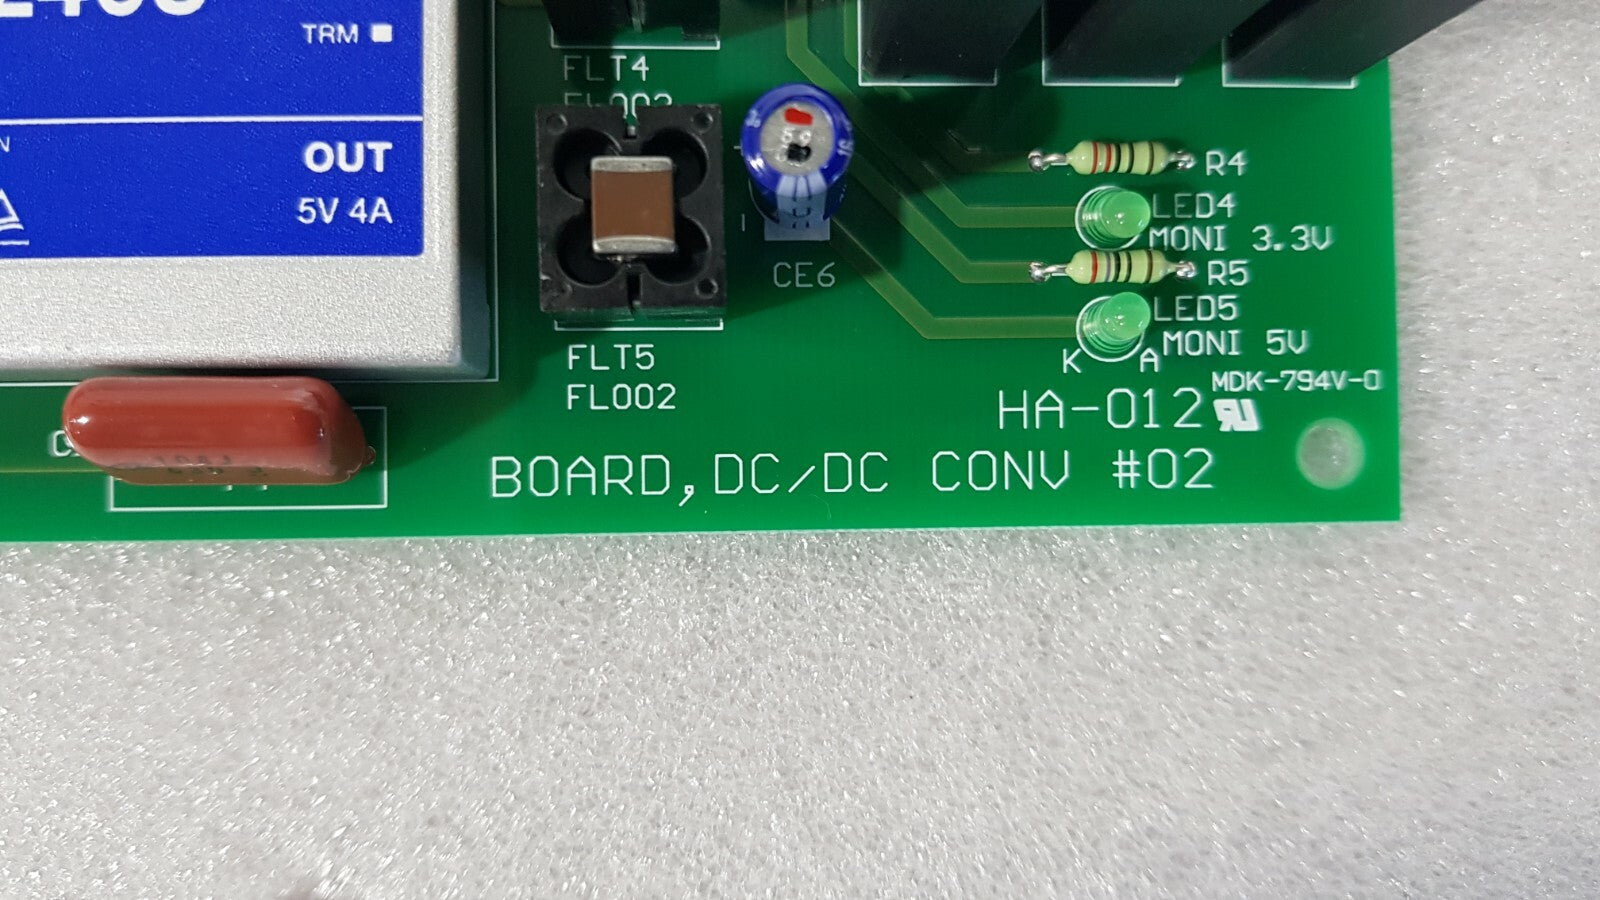 TRM
OUT
5V 4A
FLT4
FL002
CE6
R4
LED4
MONI 3.3V
R5
LED5
MONI 5V
K A
FLT5
FL002
MDK-794V-0
HA-012
BOARD,DC/DC CONV #02